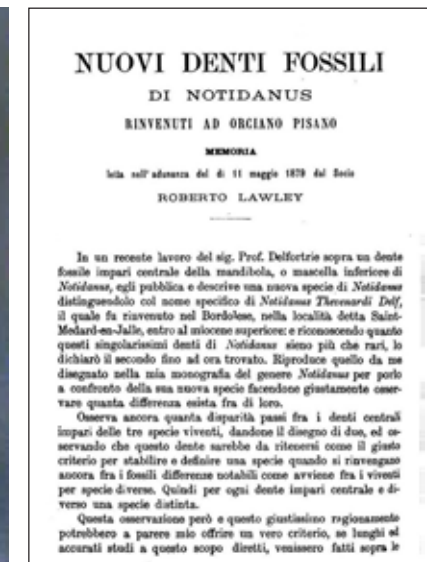 NUOVI DENTI FOSSILI
DI NOTIDANUS
RINVENUTI AD ORCIANO PISANO
MEMORIA
letta nell' adunanza del dì 11 maggio 1879 dal Socio
ROBERTO LAWLEY
In un recente lavoro del sig. Prof. Delfortrie sopra un dente
fossile impari centrale della mandibola, o mascella inferiore di
Notidanus, egli pubblica e descrive una nuova specie di Notidanus
distinguendolo col nome specifico di Notidanus Thevenardi Delf,
il quale fu rinvenuto nel Bordolese, nella località detta Saint-
Medard-en-Jalle, entro al miocene superiore; e riconoscendo quanto
questi singolarissimi denti di Notidanus sieno più che rari, lo
dichiarò il secondo fino ad ora trovato. Riproduce quello da me
disegnato nella mia monografia del genere Notidanus per porlo
a confronto della sua nuova specie facendone giustamente osser-
vare quanta differenza esista fra di loro.
Osserva ancora quanta disparità passi fra i denti centrali
impari delle tre specie viventi, dandone il disegno di due, ed os-
servando che questo dente sarebbe da ritenersi come il giusto
criterio per stabilire e definire una specie quando si rinvengano
ancora fra i fossili differenze notabili come avviene fra i viventi
per specie diverse. Quindi per ogni dente impari centrale e di-
verso una specie distinta.
Questa osservazione però e questo giustissimo ragionamento
potrebbero a parere mio offrire un vero criterio, se lunghi ed
accurati studi a questo scopo diretti, venissero fatti sopra le